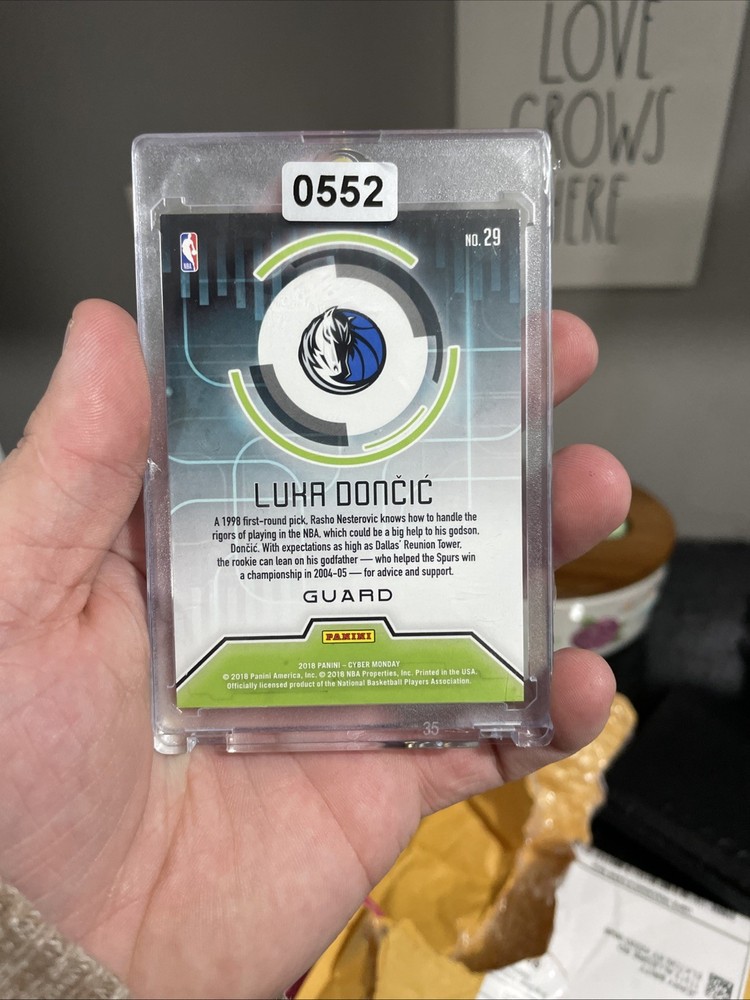 LOVE
GROWS
HERE
0552
NBA
NO. 29
LUKA DONČIĆ
A 1998 first-round pick, Rasho Nesterovic knows how to handle the
rigors of playing in the NBA, which could be a big help to his godson,
Dončić. With expectations as high as Dallas' Reunion Tower,
the rookie can lean on his godfather — who helped the Spurs win
a championship in 2004-05 — for advice and support.
GUARD
PANINI
2018 PANINI – CYBER MONDAY
© 2018 Panini America, Inc. © 2018 NBA Properties, Inc. Printed in the USA.
Officially licensed product of the National Basketball Players Association.
35